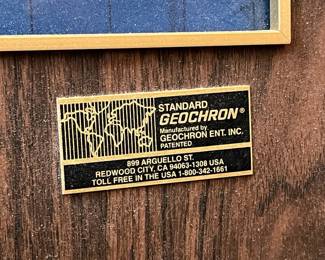 STANDARD
GEOCHRON®
Manufactured by
GEOCHRON ENT. INC.
PATENTED
899 ARGUELLO ST.
REDWOOD CITY, CA 94063-1308 USA
TOLL FREE IN THE USA 1-800-342-1661